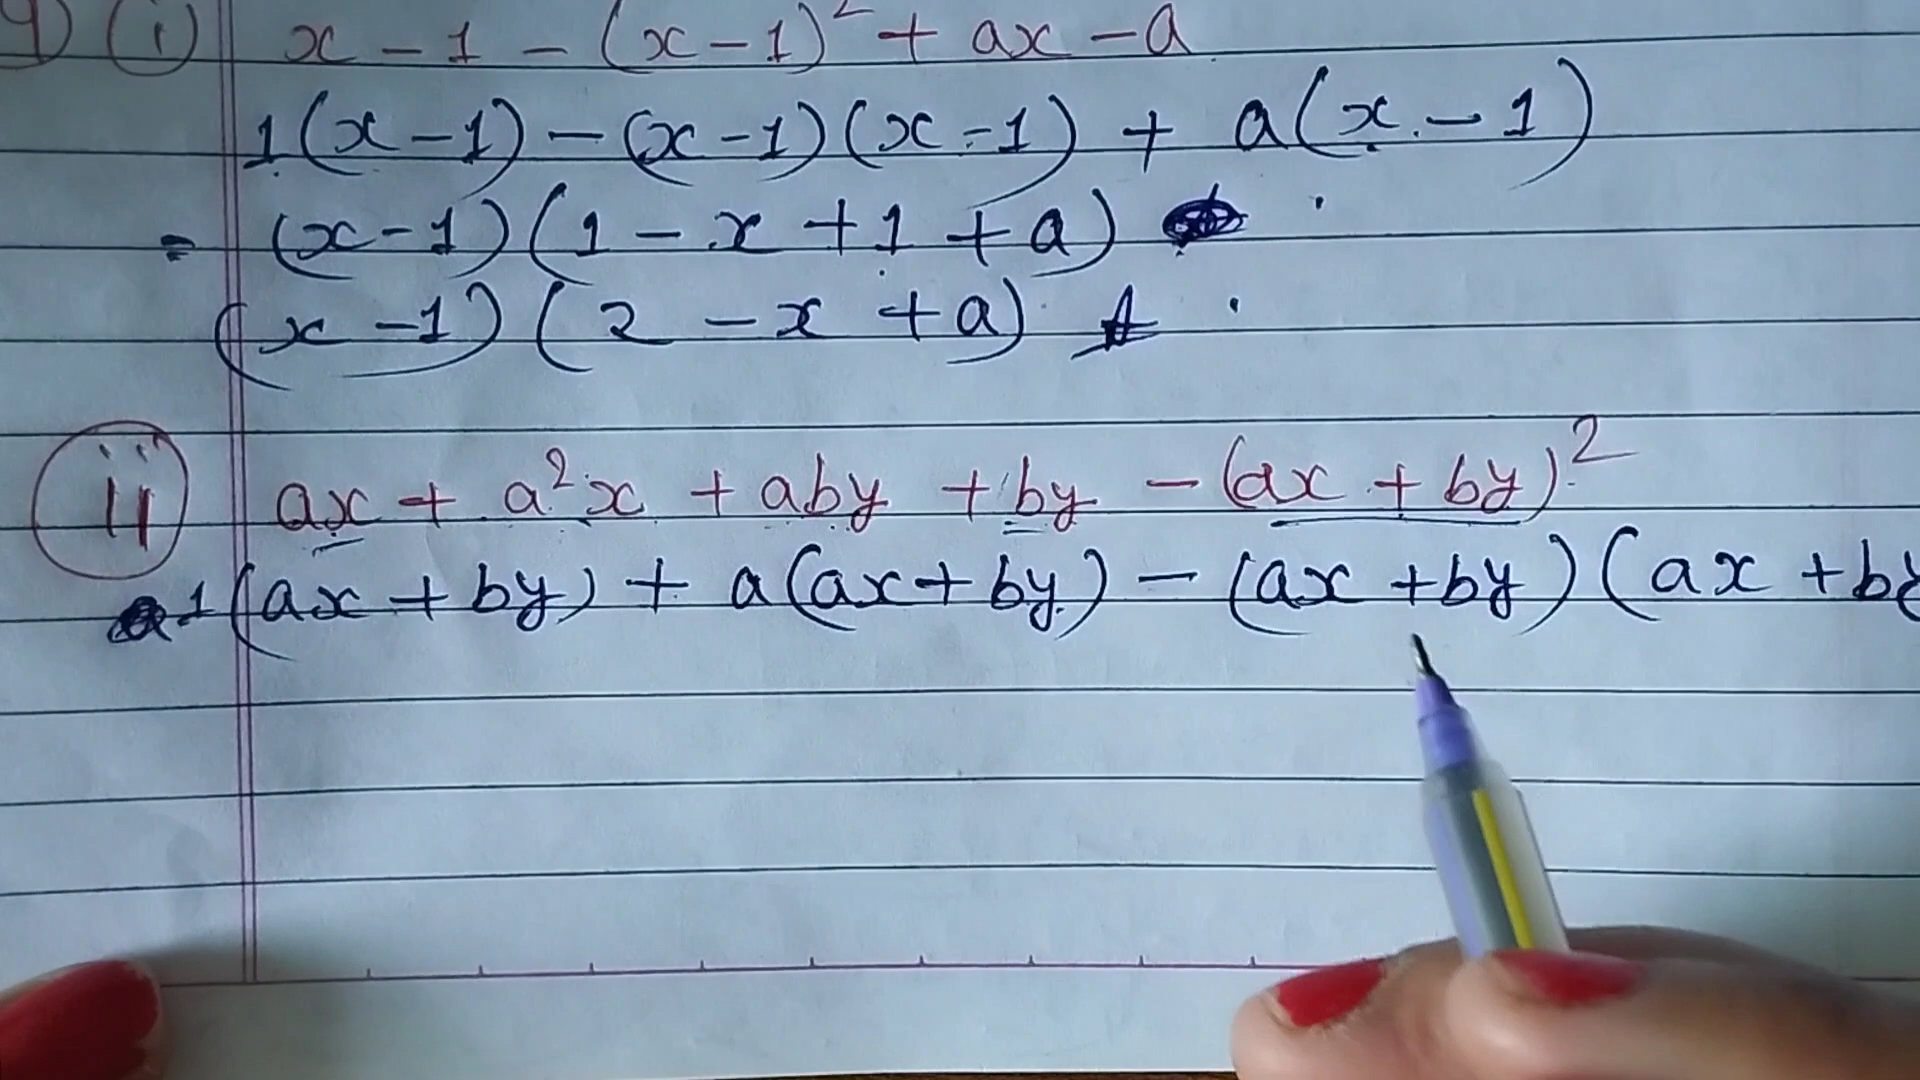 9) (i) x - 1 - (x - 1)² + ax - a
1(x - 1) - (x - 1)(x - 1) + a(x - 1)
= (x - 1)(1 - x + 1 + a)
(x - 1)(2 - x + a)
(ii) ax + a²x + aby + by - (ax + by)²
1(ax + by) + a(ax + by) - (ax + by)(ax + by